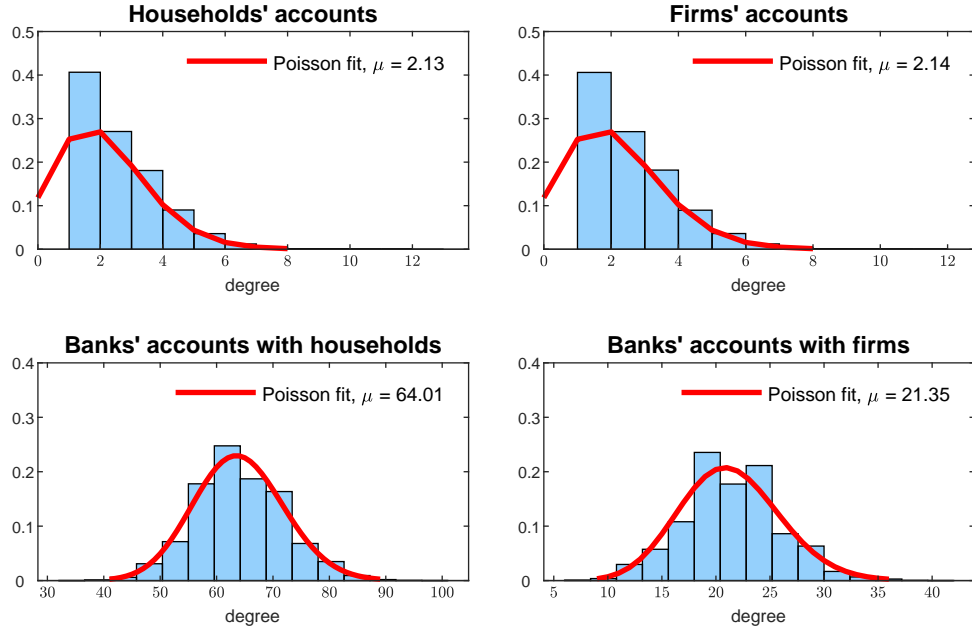 Households' accounts
0.5
0.4
0.3
0.2
0.1
0
0 2 4 6 8 10 12
Poisson fit, μ = 2.13
degree
Firms' accounts
0.5
0.4
0.3
0.2
0.1
0
0 2 4 6 8 10 12
Poisson fit, μ = 2.14
degree
Banks' accounts with households
0.4
0.3
0.2
0.1
0
30 40 50 60 70 80 90 100
Poisson fit, μ = 64.01
degree
Banks' accounts with firms
0.4
0.3
0.2
0.1
0
5 10 15 20 25 30 35 40
Poisson fit, μ = 21.35
degree